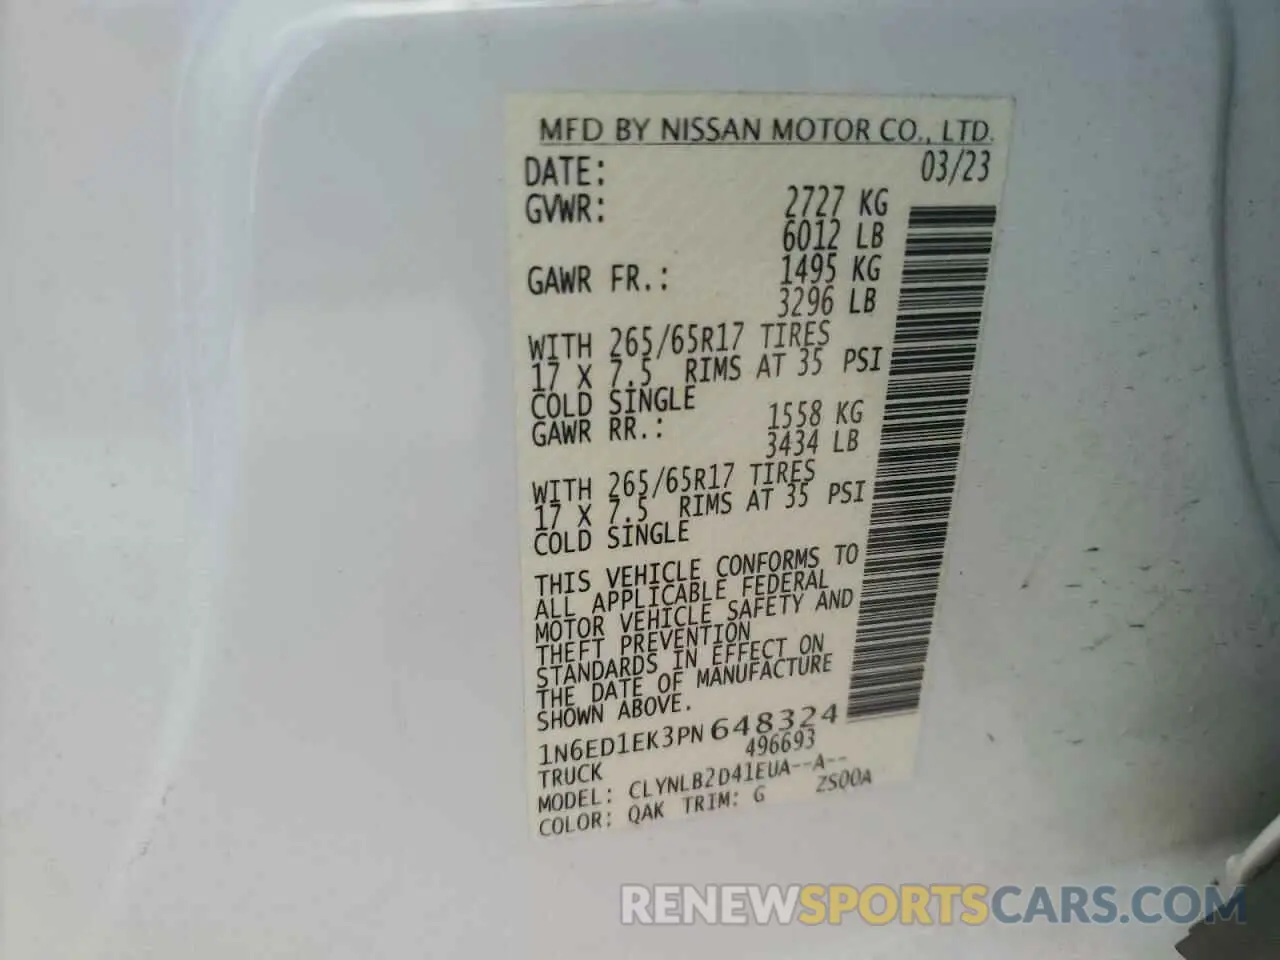 MFD BY NISSAN MOTOR CO., LTD.
DATE: 03/23
GVWR: 2727 KG
6012 LB
GAWR FR.: 1495 KG
3296 LB
WITH 265/65R17 TIRES
17 X 7.5 RIMS AT 35 PSI
COLD SINGLE
GAWR RR.: 1558 KG
3434 LB
WITH 265/65R17 TIRES
17 X 7.5 RIMS AT 35 PSI
COLD SINGLE
THIS VEHICLE CONFORMS TO
ALL APPLICABLE FEDERAL
MOTOR VEHICLE SAFETY AND
THEFT PREVENTION
STANDARDS IN EFFECT ON
THE DATE OF MANUFACTURE
SHOWN ABOVE.
1N6ED1EK3PN648324
TRUCK 496693
MODEL: CLYNLB2D41EUA--A--
COLOR: QAK TRIM: G ZS00A
RENEWSPORTSCARS.COM